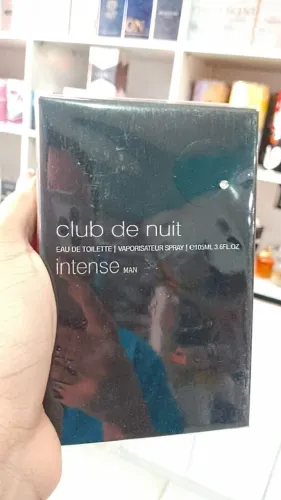 club de nuit
EAU DE TOILETTE | VAPORISATEUR SPRAY | ℮105ML 3.6FL.OZ
intense MAN